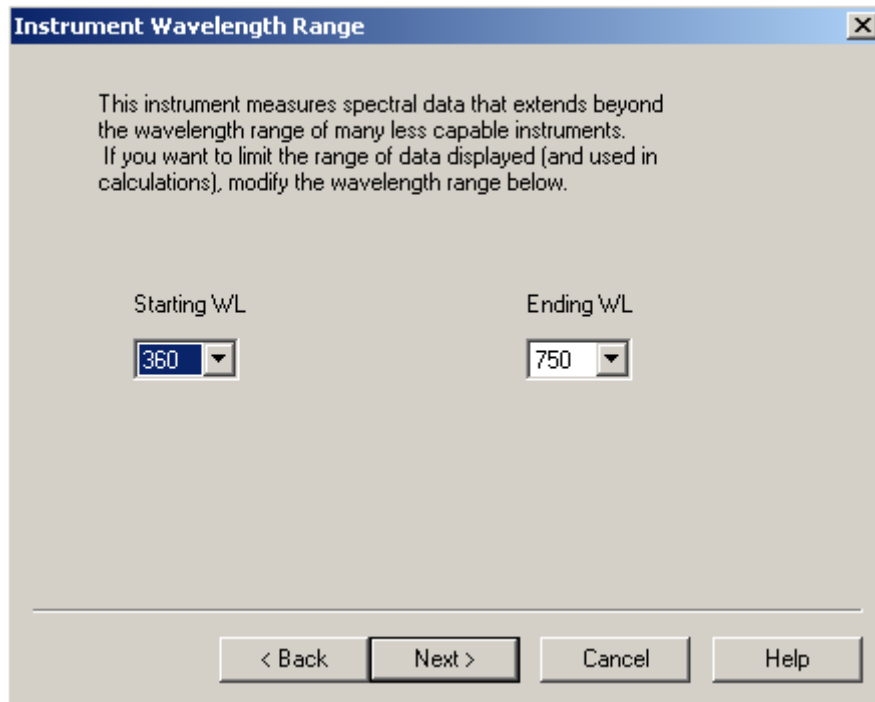 Instrument Wavelength Range
This instrument measures spectral data that extends beyond
the wavelength range of many less capable instruments.
If you want to limit the range of data displayed (and used in
calculations), modify the wavelength range below.
Starting WL
Ending WL
360
750
< Back
Next >
Cancel
Help